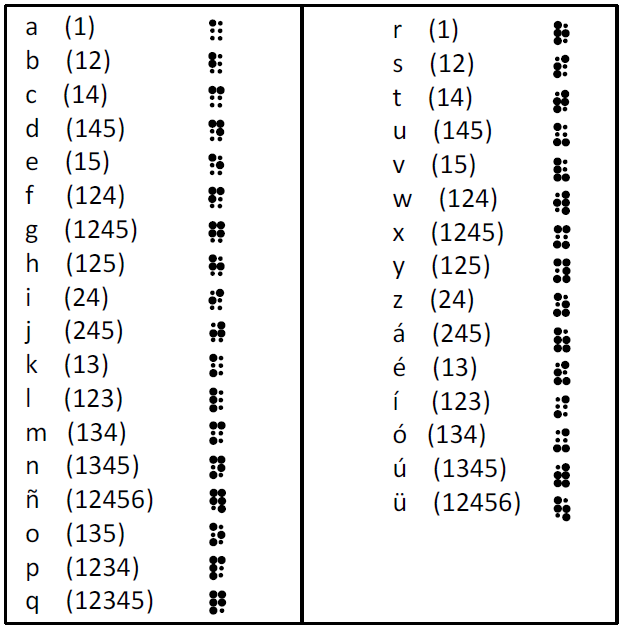 a (1) ⠁
b (12) ⠃
c (14) ⠉
d (145) ⠙
e (15) ⠑
f (124) ⠋
g (1245) ⠛
h (125) ⠓
i (24) ⠊
j (245) ⠚
k (13) ⠅
l (123) ⠇
m (134) ⠍
n (1345) ⠝
ñ (12456) ⠻
o (135) ⠕
p (1234) ⠏
q (12345) ⠟
r (1) ⠗
s (12) ⠎
t (14) ⠞
u (145) ⠥
v (15) ⠧
w (124) ⠺
x (1245) ⠭
y (125) ⠽
z (24) ⠵
á (245) ⠷
é (13) ⠮
í (123) ⠌
ó (134) ⠬
ú (1345) ⠾
ü (12456) ⠳